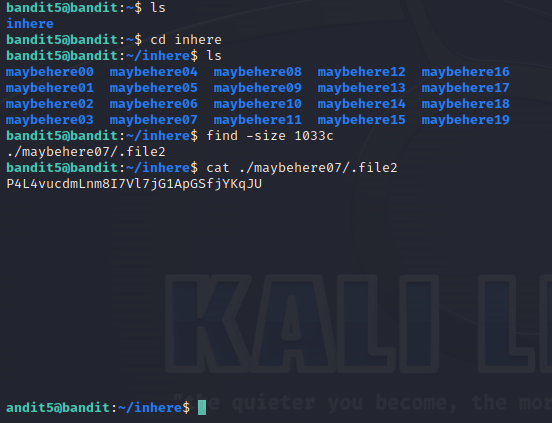 bandit5@bandit:~$ ls
inhere
bandit5@bandit:~$ cd inhere
bandit5@bandit:~/inhere$ ls
maybehere00 maybehere04 maybehere08 maybehere12 maybehere16
maybehere01 maybehere05 maybehere09 maybehere13 maybehere17
maybehere02 maybehere06 maybehere10 maybehere14 maybehere18
maybehere03 maybehere07 maybehere11 maybehere15 maybehere19
bandit5@bandit:~/inhere$ find -size 1033c
./maybehere07/.file2
bandit5@bandit:~/inhere$ cat ./maybehere07/.file2
P4L4vucdmLnm8I7Vl7jG1ApGSfjYKqJU
KALI LI
andit5@bandit:~/inhere$
"the quieter you become, the mo